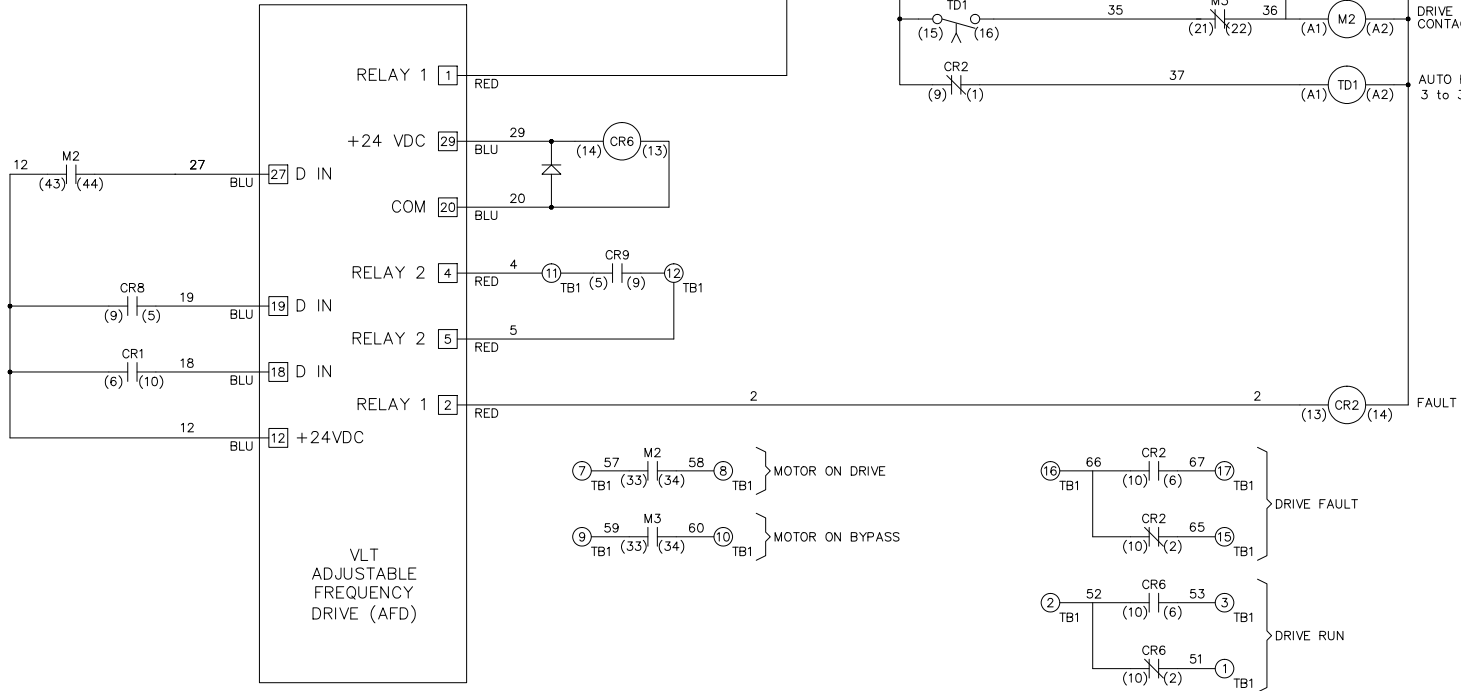 TD1
(15) (16)
35
(21) (22)
36
(A1) M2 (A2)
DRIVE
CR2
(9) (1)
37
(A1) TD1 (A2)
AUTO
3 to
RELAY 1 1
RED
+24 VDC 29
29
BLU
(14) CR6 (13)
12
M2
(43) (44)
27
BLU
27 D IN
COM 20
20
BLU
RELAY 2 4
RED
4
11
TB1
CR9
(5) (9)
12
TB1
CR8
(9) (5)
19
BLU
19 D IN
RELAY 2 5
RED
5
CR1
(6) (10)
18
BLU
18 D IN
RELAY 1 2
RED
2
2
(13) CR2 (14)
FAULT
12
BLU
12 +24VDC
7
TB1
57
M2
(33) (34)
58
8
TB1
MOTOR ON DRIVE
9
TB1
59
M3
(33) (34)
60
10
TB1
MOTOR ON BYPASS
16
TB1
66
CR2
(10) (6)
67
17
TB1
CR2
(10) (2)
65
15
TB1
DRIVE FAULT
2
TB1
52
CR6
(10) (6)
53
3
TB1
CR6
(10) (2)
51
1
TB1
DRIVE RUN
VLT
ADJUSTABLE
FREQUENCY
DRIVE (AFD)